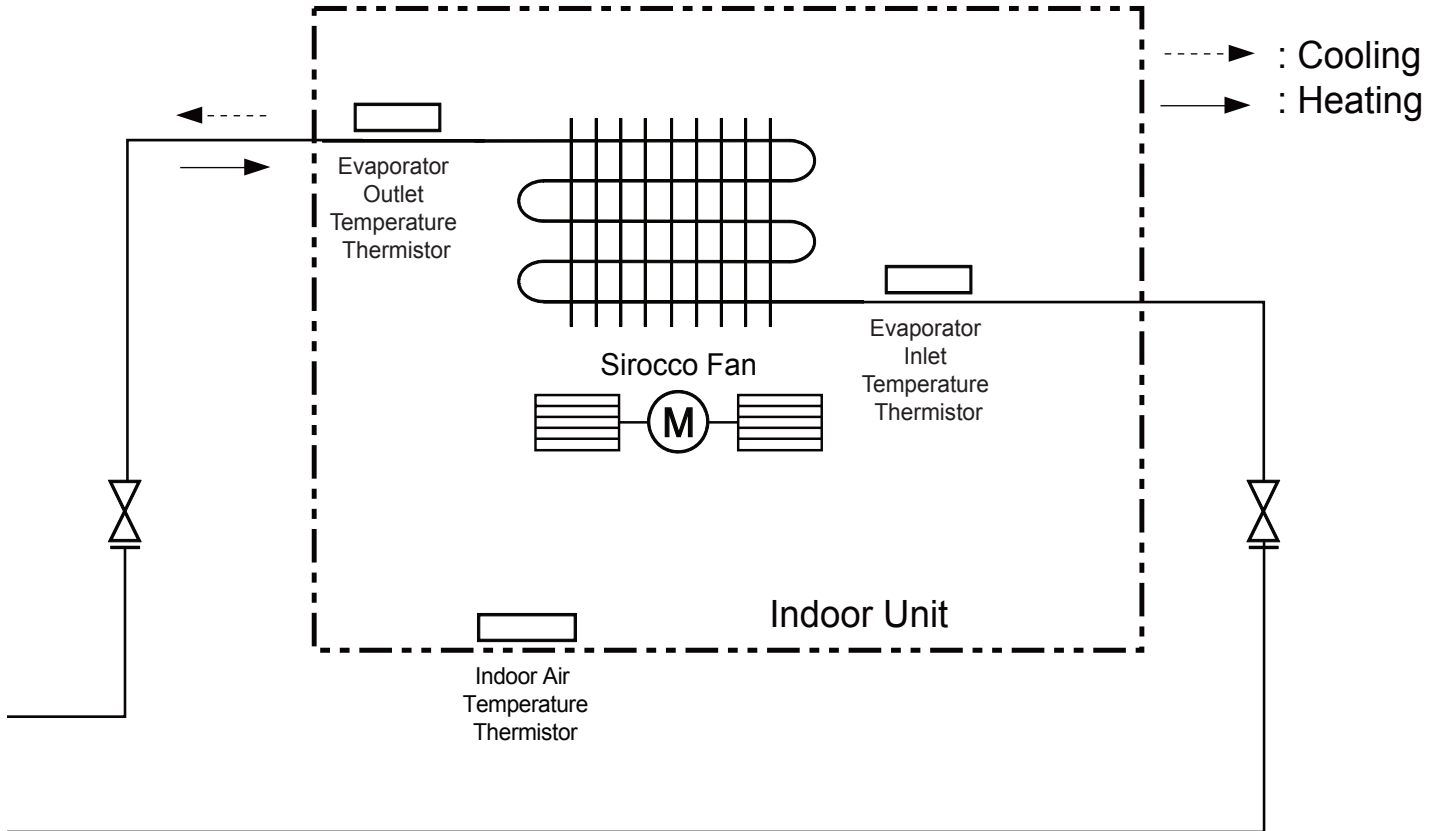 : Cooling
: Heating
Evaporator
Outlet
Temperature
Thermistor
Evaporator
Inlet
Temperature
Thermistor
Sirocco Fan
M
Indoor Unit
Indoor Air
Temperature
Thermistor